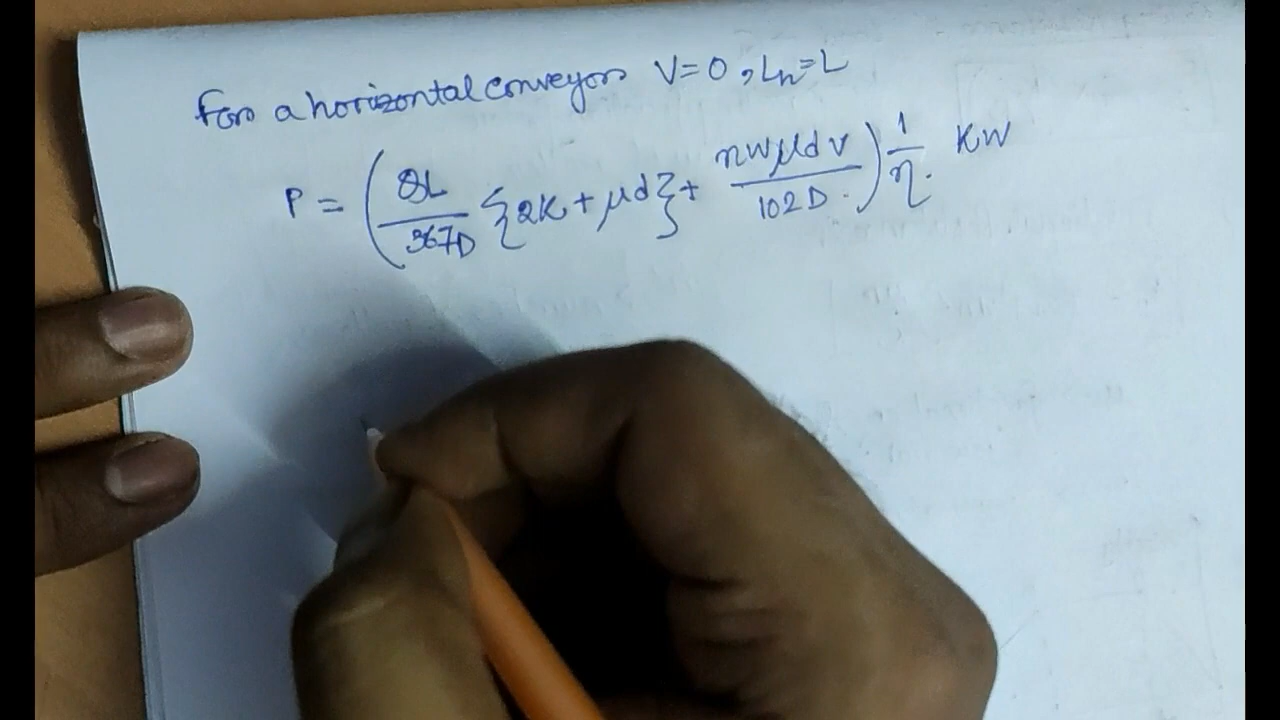 For a horizontal conveyor V=0, Lh=L
P = (QL/367D {2K + μd} + nwμdv/102D.) 1/η. KW